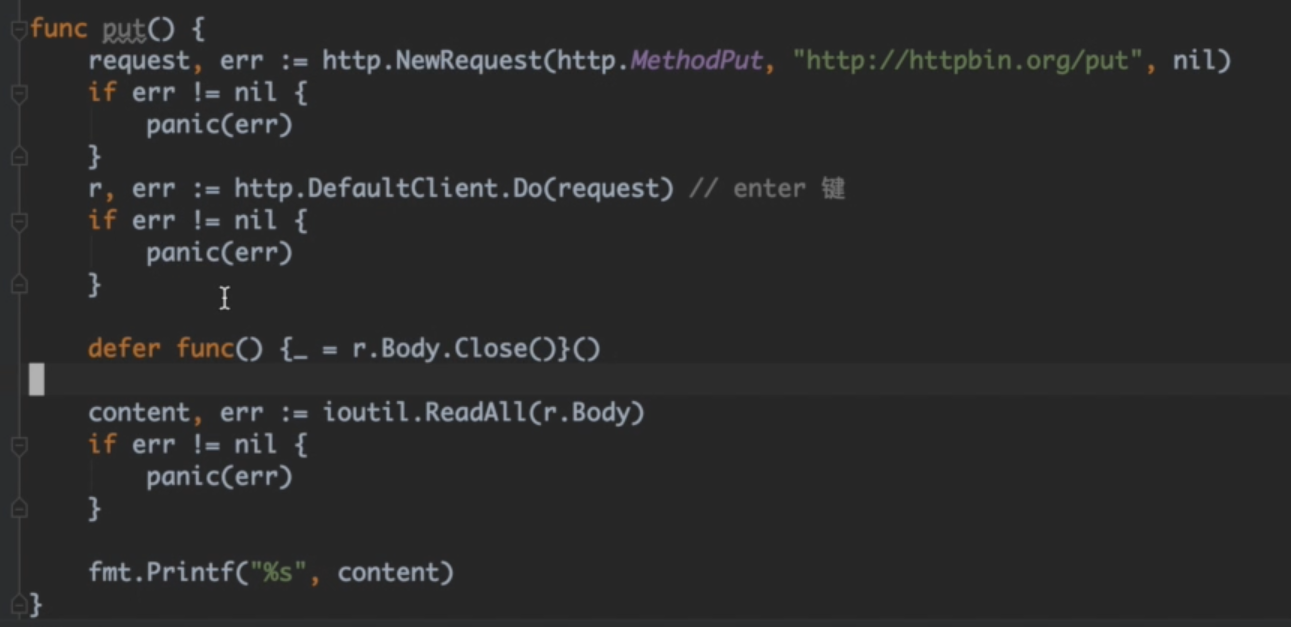 func put() {
    request, err := http.NewRequest(http.MethodPut, "http://httpbin.org/put", nil)
    if err != nil {
        panic(err)
    }
    r, err := http.DefaultClient.Do(request) // enter 键
    if err != nil {
        panic(err)
    }
    defer func() {_ = r.Body.Close()}()
    content, err := ioutil.ReadAll(r.Body)
    if err != nil {
        panic(err)
    }
    fmt.Printf("%s", content)
}